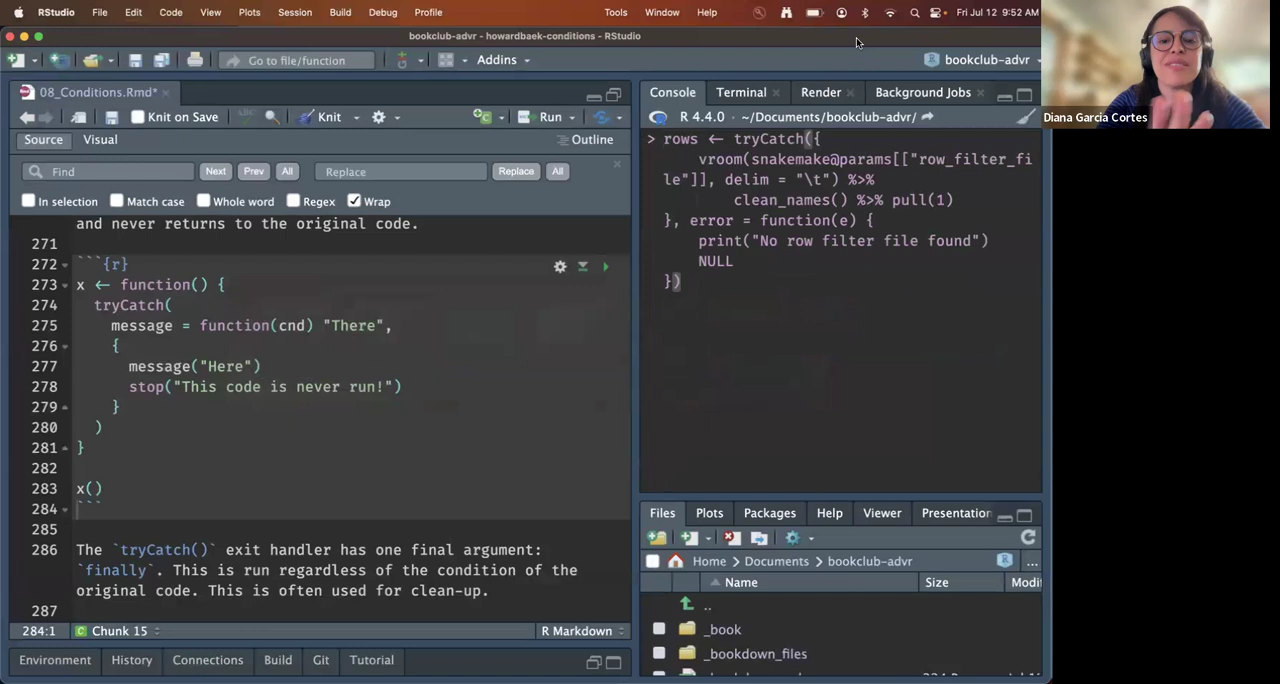 RStudio File Edit Code View Plots Session Build Debug Profile Tools Window Help Fri Jul 12 9:52 AM
bookclub-advr - howardbaek-conditions - RStudio
Go to file/function Addins bookclub-advr
08_Conditions.Rmd*
Knit on Save ABC Knit Run
Source Visual Outline
Find Next Prev All Replace Replace All
In selection Match case Whole word Regex Wrap
and never returns to the original code.
271
272 ```{r}
273 x <- function() {
274 tryCatch(
275 message = function(cnd) "There",
276 {
277 message("Here")
278 stop("This code is never run!")
279 }
280 )
281 }
282
283 x()
284 ```
285
286 The `tryCatch()` exit handler has one final argument:
`finally`. This is run regardless of the condition of the
original code. This is often used for clean-up.
287
284:1 C Chunk 15 R Markdown
Environment History Connections Build Git Tutorial
Console Terminal Render Background Jobs
R 4.4.0 · ~/Documents/bookclub-advr/
> rows <- tryCatch({
vroom(snakemake@params[["row_filter_fi
le"]], delim = "\t") %>%
clean_names() %>% pull(1)
}, error = function(e) {
print("No row filter file found")
NULL
})
Files Plots Packages Help Viewer Presentation
Home Documents bookclub-advr R ...
Name Size Modi
..
_book
_bookdown_files
Diana Garcia Cortes